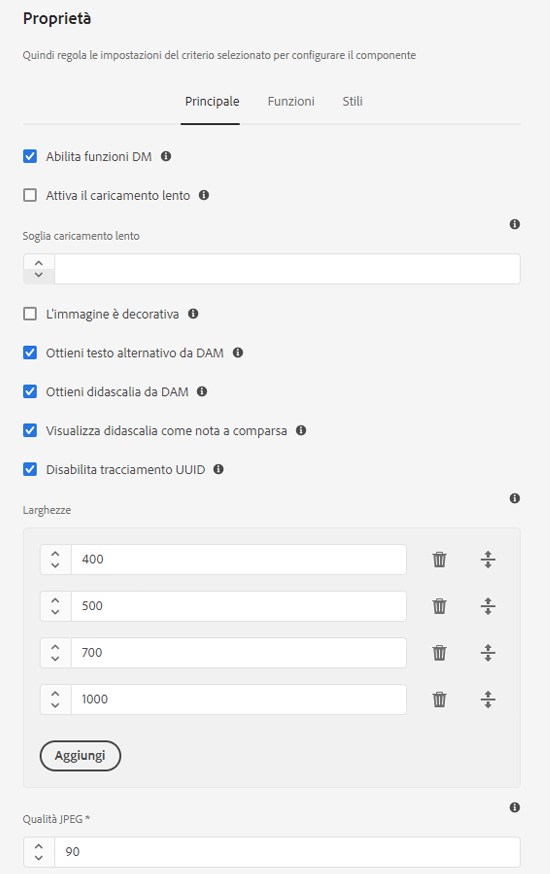 Proprietà
Quindi regola le impostazioni del criterio selezionato per configurare il componente
Principale Funzioni Stili
Abilita funzioni DM
Attiva il caricamento lento
Soglia caricamento lento
L'immagine è decorativa
Ottieni testo alternativo da DAM
Ottieni didascalia da DAM
Visualizza didascalia come nota a comparsa
Disabilita tracciamento UUID
Larghezze
400
500
700
1000
Aggiungi
Qualità JPEG *
90